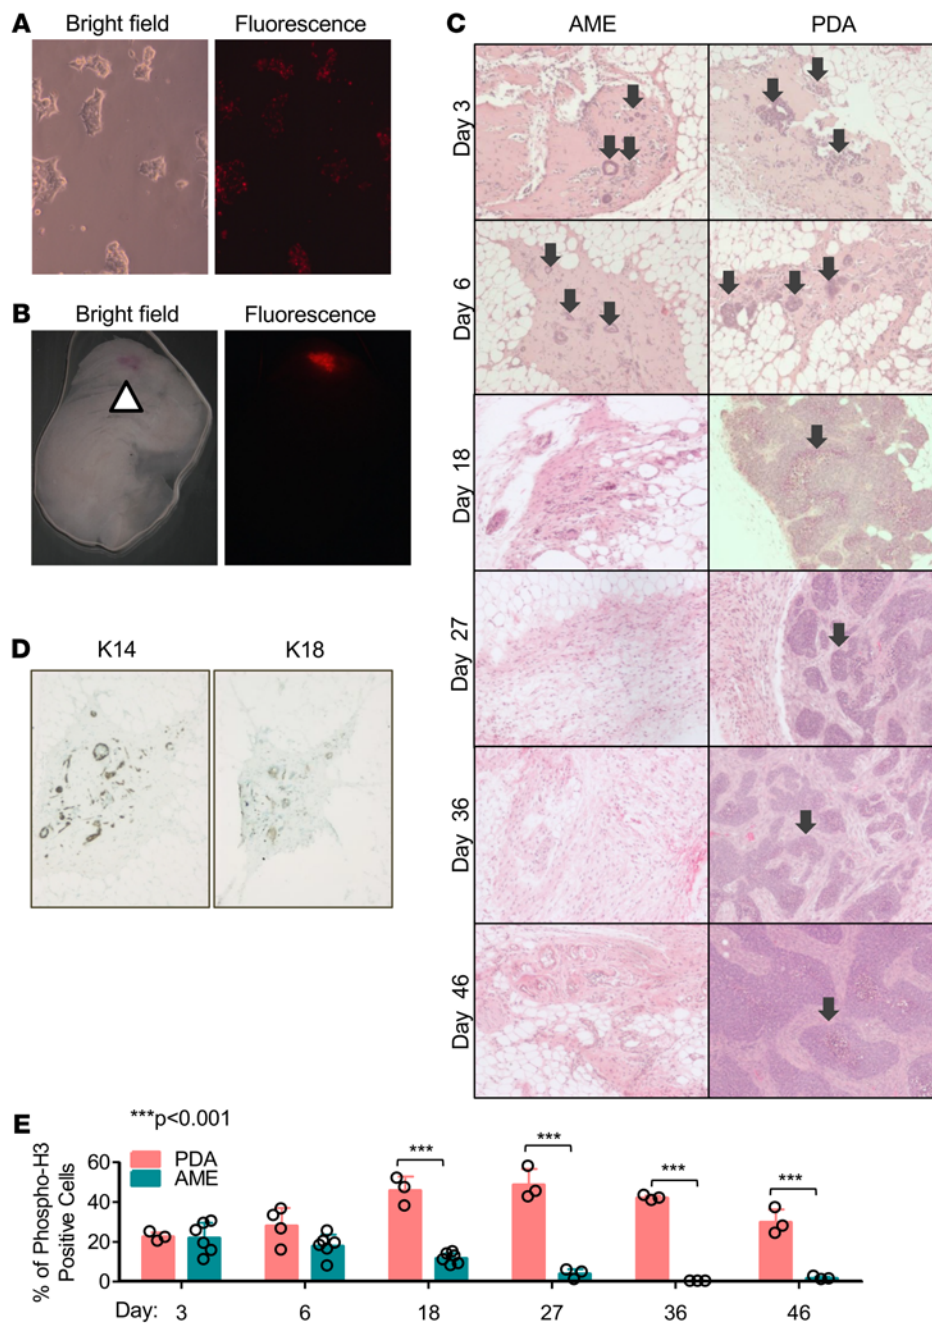 A
Bright field
Fluorescence
B
Bright field
Fluorescence
C
AME
PDA
Day 3
Day 6
Day 18
Day 27
Day 36
Day 46
D
K14
K18
E
***p<0.001
PDA
AME
% of Phospho-H3
Positive Cells
60
40
20
0
***
***
***
***
Day:
3
6
18
27
36
46